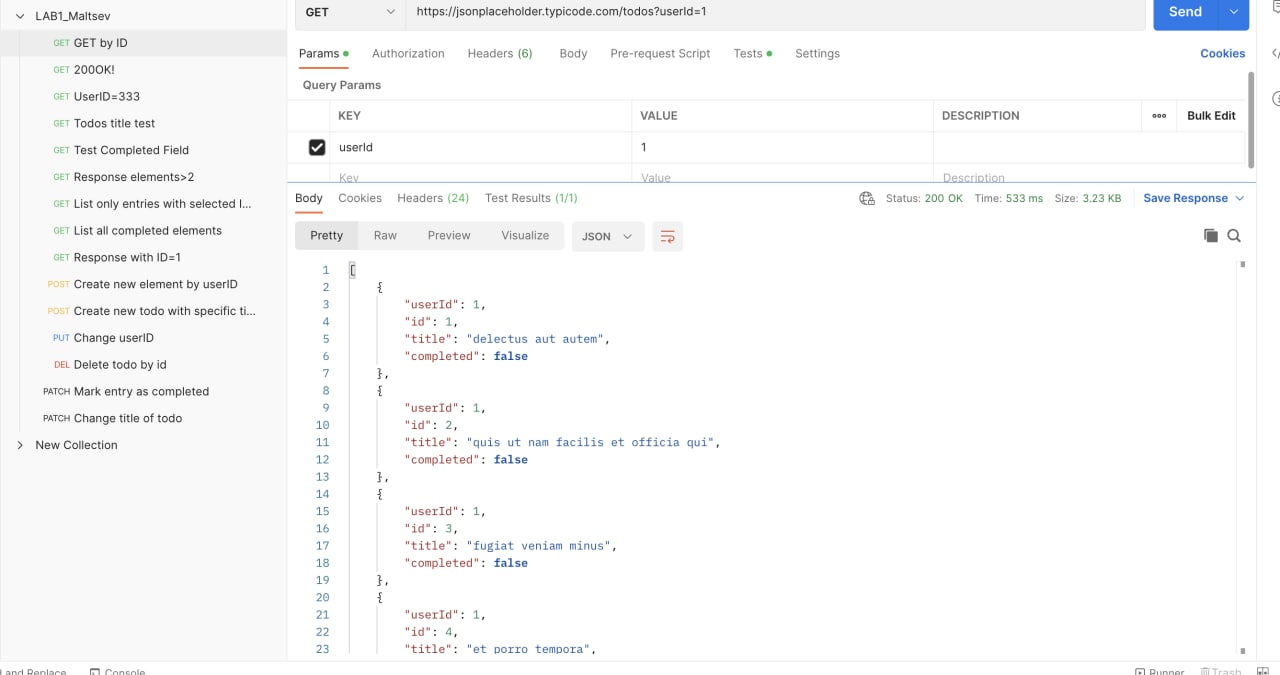 LAB1_Maltsev
GET GET by ID
GET 200OK!
GET UserID=333
GET Todos title test
GET Test Completed Field
GET Response elements>2
GET List only entries with selected I...
GET List all completed elements
GET Response with ID=1
POST Create new element by userID
POST Create new todo with specific ti...
PUT Change userID
DEL Delete todo by id
PATCH Mark entry as completed
PATCH Change title of todo
New Collection
GET https://jsonplaceholder.typicode.com/todos?userId=1 Send
Params Authorization Headers (6) Body Pre-request Script Tests Settings Cookies
Query Params
KEY VALUE DESCRIPTION ooo Bulk Edit
userId 1
Key Value Description
Body Cookies Headers (24) Test Results (1/1) Status: 200 OK Time: 533 ms Size: 3.23 KB Save Response
Pretty Raw Preview Visualize JSON
1 [
2 {
3 "userId": 1,
4 "id": 1,
5 "title": "delectus aut autem",
6 "completed": false
7 },
8 {
9 "userId": 1,
10 "id": 2,
11 "title": "quis ut nam facilis et officia qui",
12 "completed": false
13 },
14 {
15 "userId": 1,
16 "id": 3,
17 "title": "fugiat veniam minus",
18 "completed": false
19 },
20 {
21 "userId": 1,
22 "id": 4,
23 "title": "et porro tempora",
and Replace Console Runner Trash